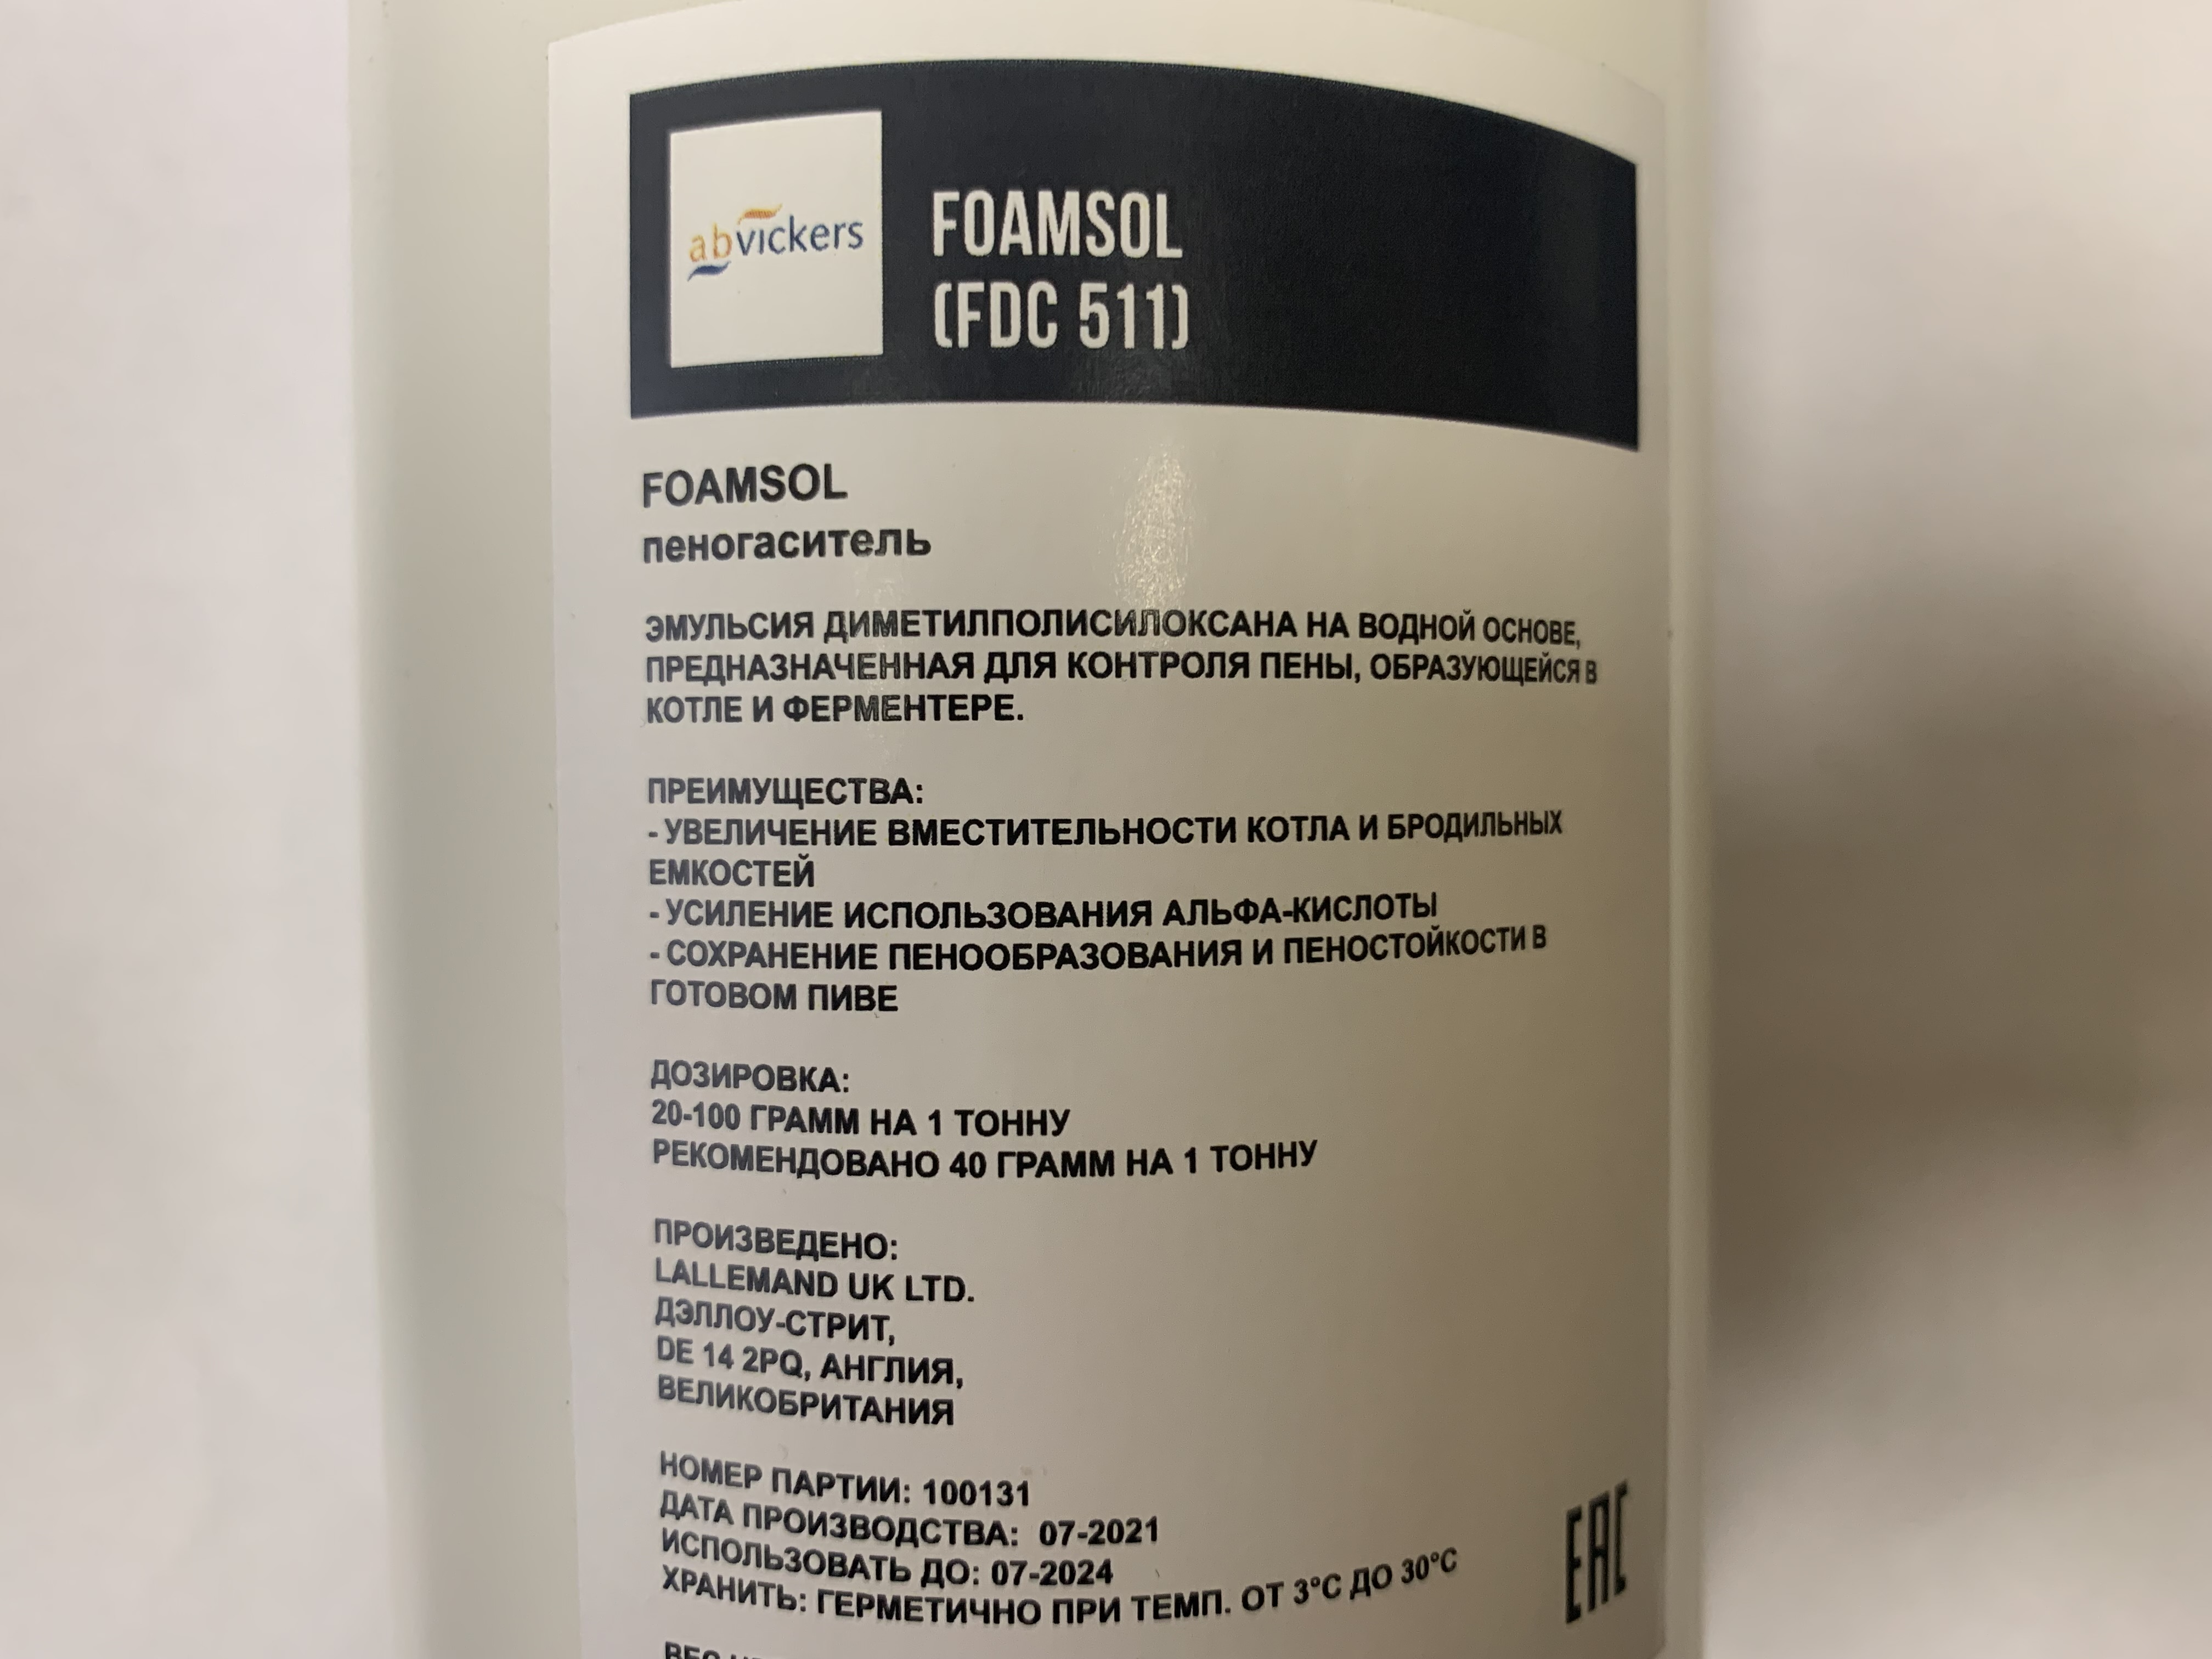 abvickers
FOAMSOL
(FDC 511)
FOAMSOL
пеногаситель
ЭМУЛЬСИЯ ДИМЕТИЛПОЛИСИЛОКСАНА НА ВОДНОЙ ОСНОВЕ,
ПРЕДНАЗНАЧЕННАЯ ДЛЯ КОНТРОЛЯ ПЕНЫ, ОБРАЗУЮЩЕЙСЯ В
КОТЛЕ И ФЕРМЕНТЕРЕ.
ПРЕИМУЩЕСТВА:
- УВЕЛИЧЕНИЕ ВМЕСТИТЕЛЬНОСТИ КОТЛА И БРОДИЛЬНЫХ
ЕМКОСТЕЙ
- УСИЛЕНИЕ ИСПОЛЬЗОВАНИЯ АЛЬФА-КИСЛОТЫ
- СОХРАНЕНИЕ ПЕНООБРАЗОВАНИЯ И ПЕНОСТОЙКОСТИ В
ГОТОВОМ ПИВЕ
ДОЗИРОВКА:
20-100 ГРАММ НА 1 ТОННУ
РЕКОМЕНДОВАНО 40 ГРАММ НА 1 ТОННУ
ПРОИЗВЕДЕНО:
LALLEMAND UK LTD.
ДЭЛЛОУ-СТРИТ,
DE 14 2PQ, АНГЛИЯ,
ВЕЛИКОБРИТАНИЯ
НОМЕР ПАРТИИ: 100131
ДАТА ПРОИЗВОДСТВА: 07-2021
ИСПОЛЬЗОВАТЬ ДО: 07-2024
ХРАНИТЬ: ГЕРМЕТИЧНО ПРИ ТЕМП. ОТ 3°C ДО 30°C
EAC